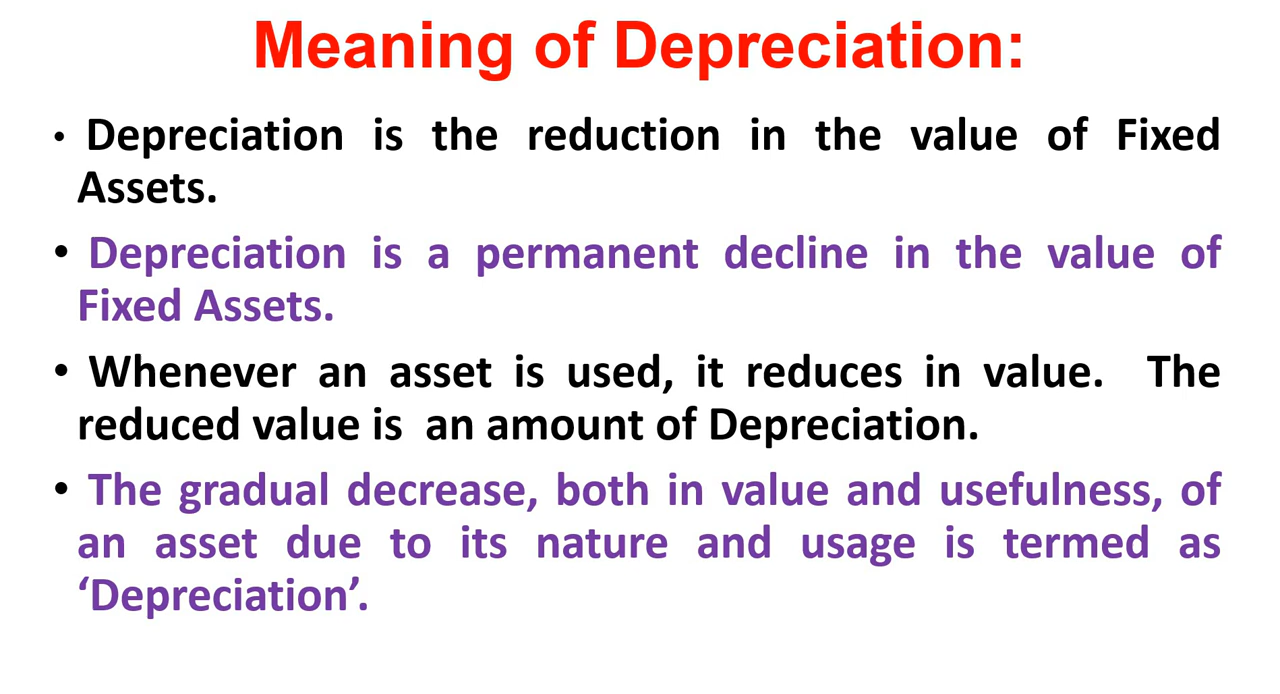 Meaning of Depreciation:
• Depreciation is the reduction in the value of Fixed
Assets.
• Depreciation is a permanent decline in the value of
Fixed Assets.
• Whenever an asset is used, it reduces in value.  The
reduced value is  an amount of Depreciation.
• The gradual decrease, both in value and usefulness, of
an asset due to its nature and usage is termed as
‘Depreciation’.